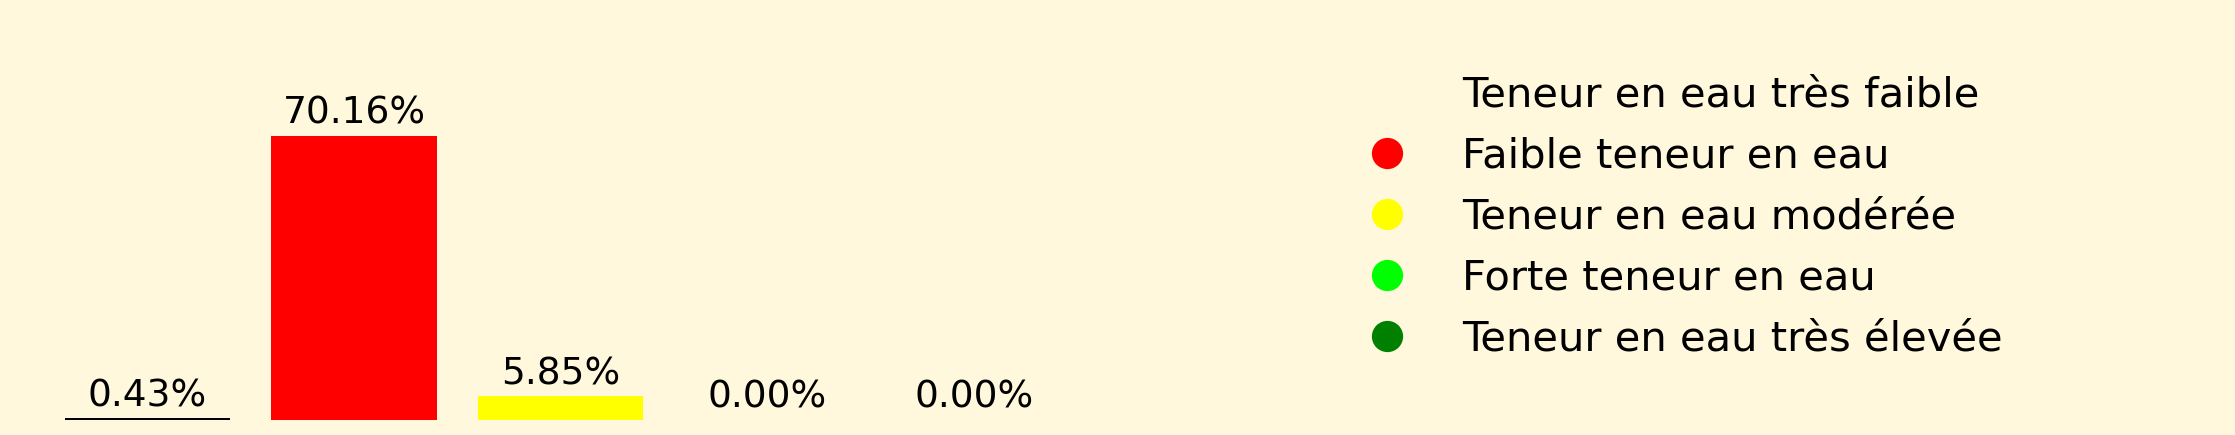 70.16%
0.43%
5.85%
0.00%
0.00%
Teneur en eau très faible
Faible teneur en eau
Teneur en eau modérée
Forte teneur en eau
Teneur en eau très élevée